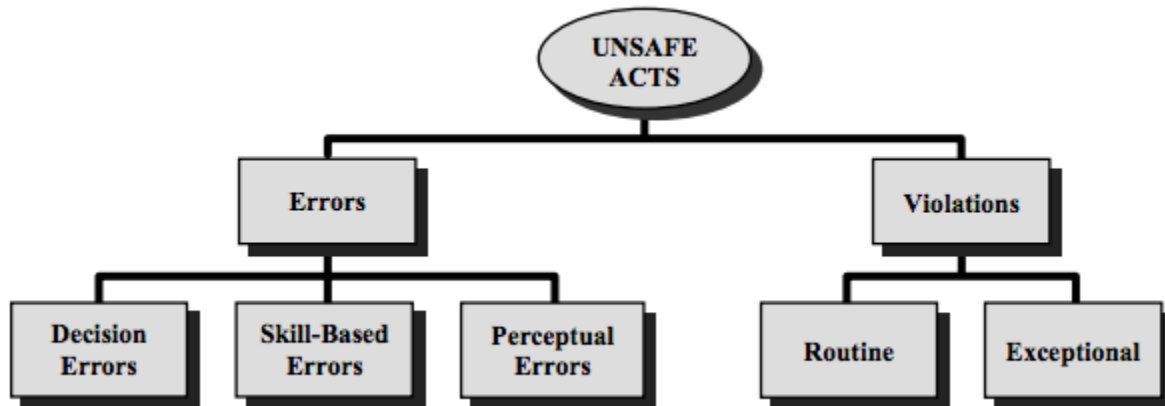 UNSAFE
ACTS
Errors
Violations
Decision
Errors
Skill-Based
Errors
Perceptual
Errors
Routine
Exceptional